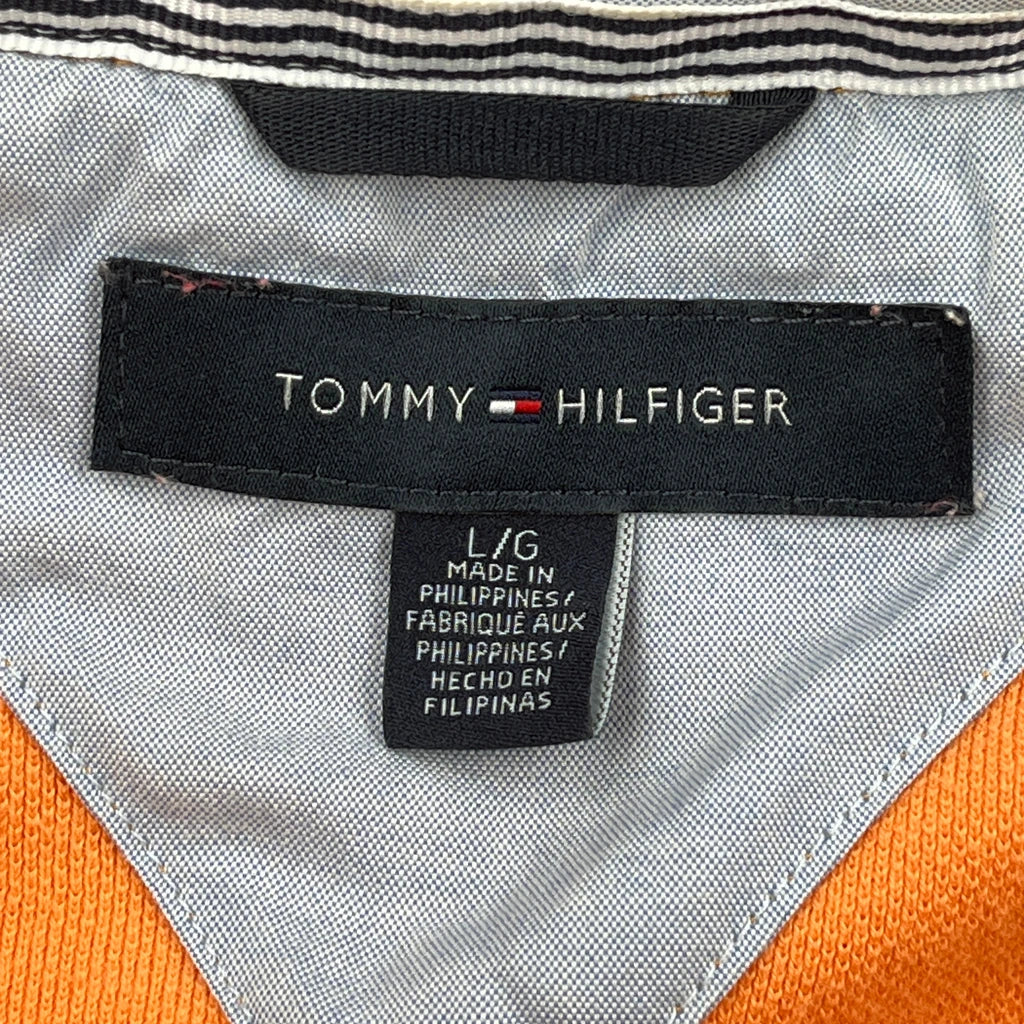 TOMMY HILFIGER
L/G
MADE IN
PHILIPPINES/
FABRIQUÉ AUX
PHILIPPINES/
HECHO EN
FILIPINAS